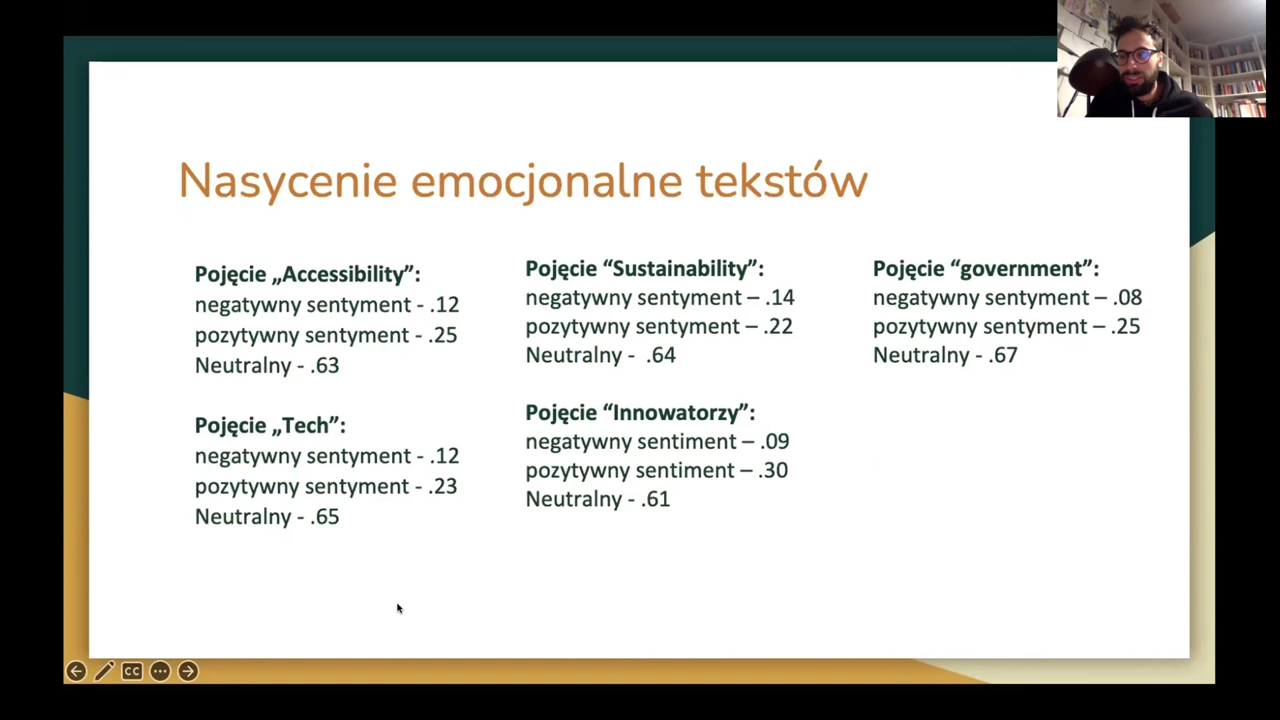 Nasycenie emocjonalne tekstów
Pojęcie „Accessibility”:
negatywny sentyment - .12
pozytywny sentyment - .25
Neutralny - .63
Pojęcie „Tech”:
negatywny sentyment - .12
pozytywny sentyment - .23
Neutralny - .65
Pojęcie “Sustainability”:
negatywny sentyment – .14
pozytywny sentyment – .22
Neutralny -  .64
Pojęcie “Innowatorzy”:
negatywny sentiment – .09
pozytywny sentiment – .30
Neutralny - .61
Pojęcie “government”:
negatywny sentyment – .08
pozytywny sentyment – .25
Neutralny - .67
CC